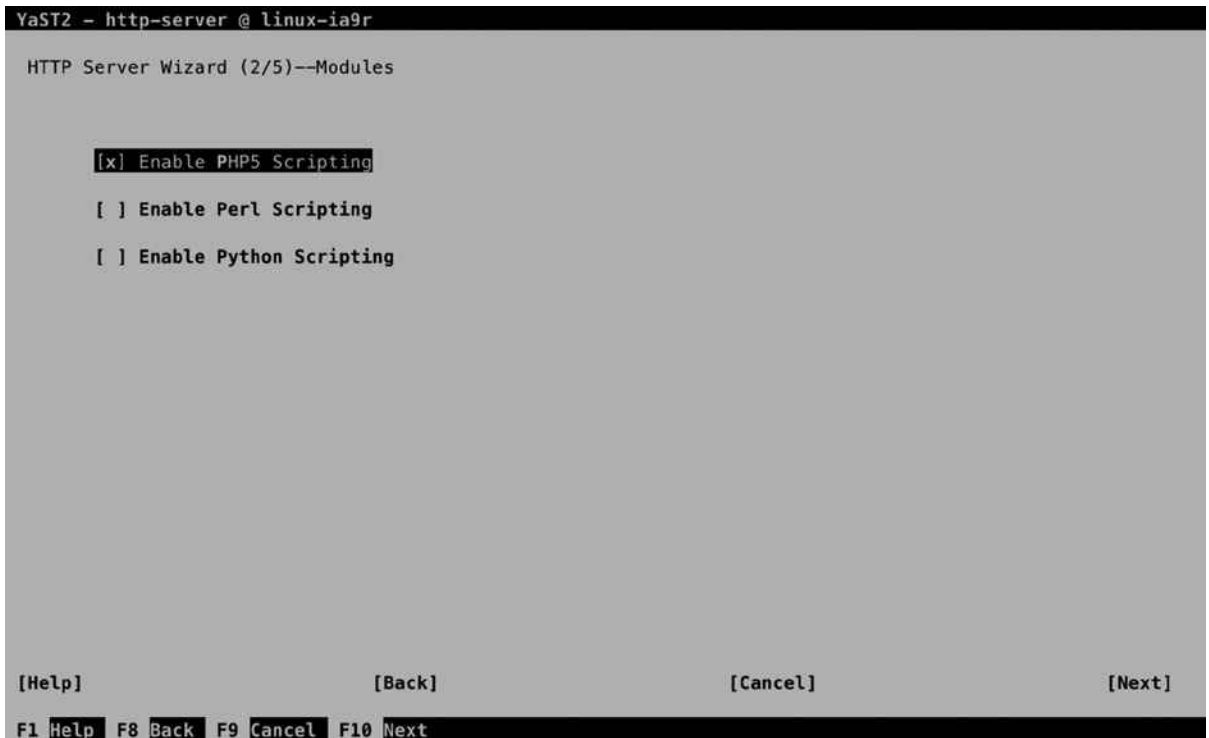 YaST2 - http-server @ linux-ia9r
HTTP Server Wizard (2/5)--Modules
[x] Enable PHP5 Scripting
[ ] Enable Perl Scripting
[ ] Enable Python Scripting
[Help] [Back] [Cancel] [Next]
F1 Help F8 Back F9 Cancel F10 Next